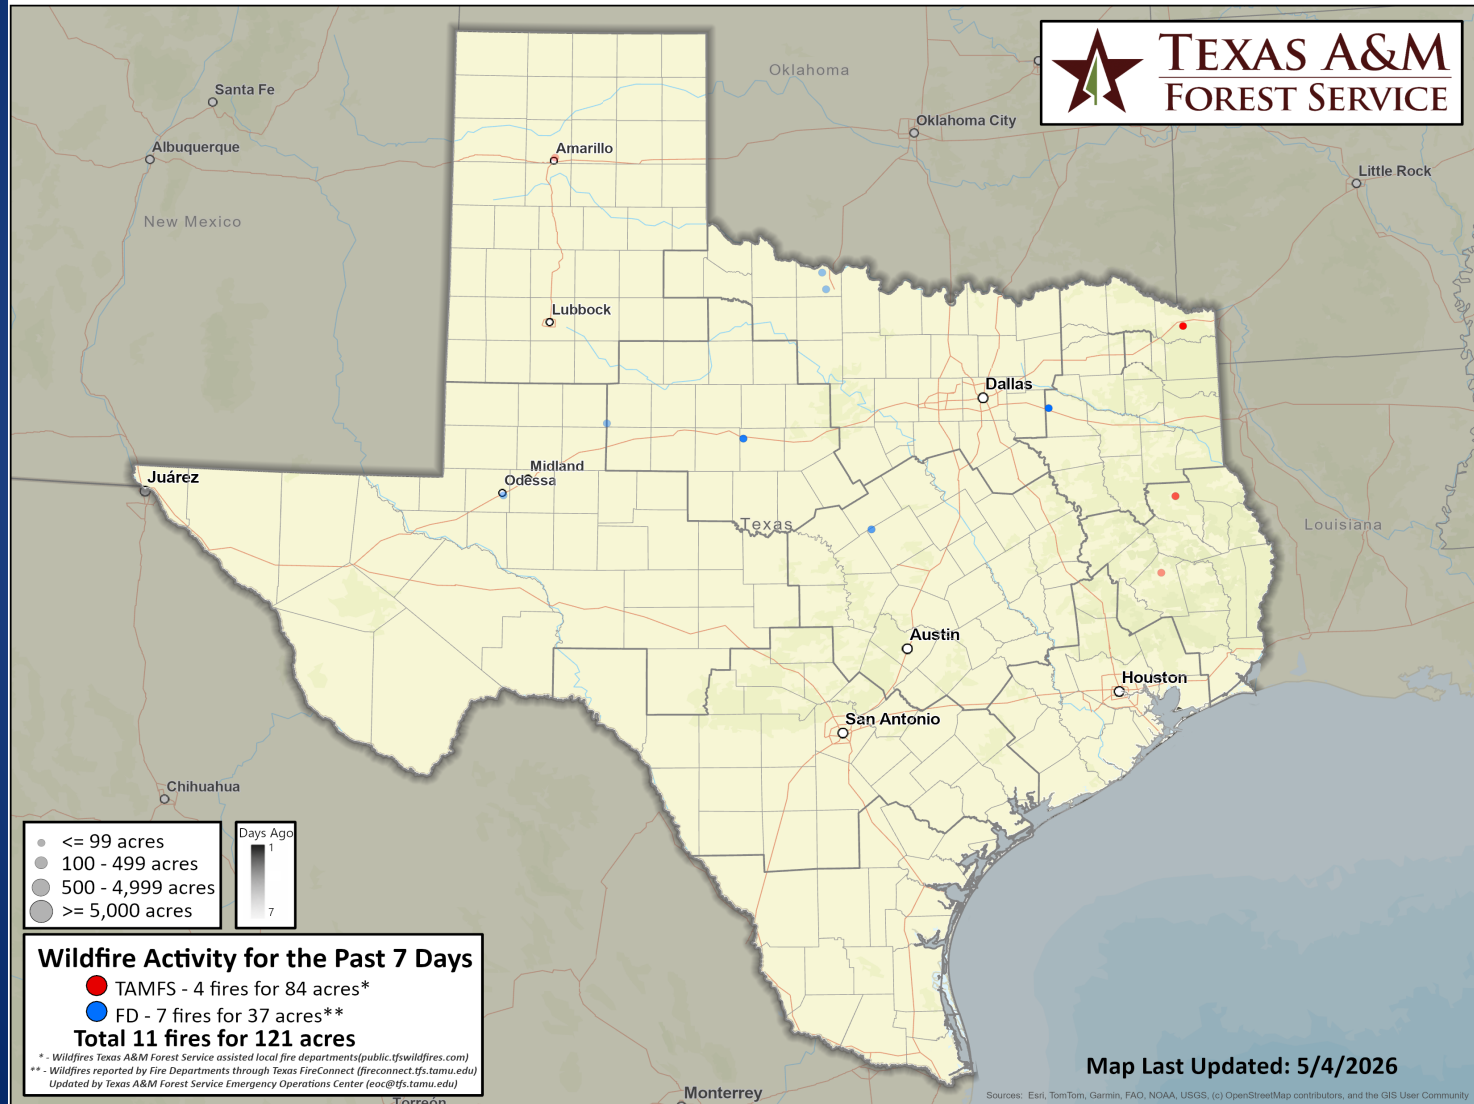 TEXAS A&M
FOREST SERVICE
Oklahoma
Santa Fe
Oklahoma City
Albuquerque
Amarillo
Little Rock
New Mexico
Lubbock
Dallas
Midland
Odessa
Juárez
Texas
Louisiana
Austin
Houston
San Antonio
Chihuahua
<= 99 acres
100 - 499 acres
500 - 4,999 acres
>= 5,000 acres
Days Ago
1
7
Wildfire Activity for the Past 7 Days
TAMFS - 4 fires for 84 acres*
FD - 7 fires for 37 acres**
Total 11 fires for 121 acres
* - Wildfires Texas A&M Forest Service assisted local fire departments(public.tfswildfires.com)
** - Wildfires reported by Fire Departments through Texas FireConnect (fireconnect.tfs.tamu.edu)
Updated by Texas A&M Forest Service Emergency Operations Center (eoc@tfs.tamu.edu)
Map Last Updated: 5/4/2026
Monterrey
Torreón
Sources: Esri, TomTom, Garmin, FAO, NOAA, USGS, (c) OpenStreetMap contributors, and the GIS User Community